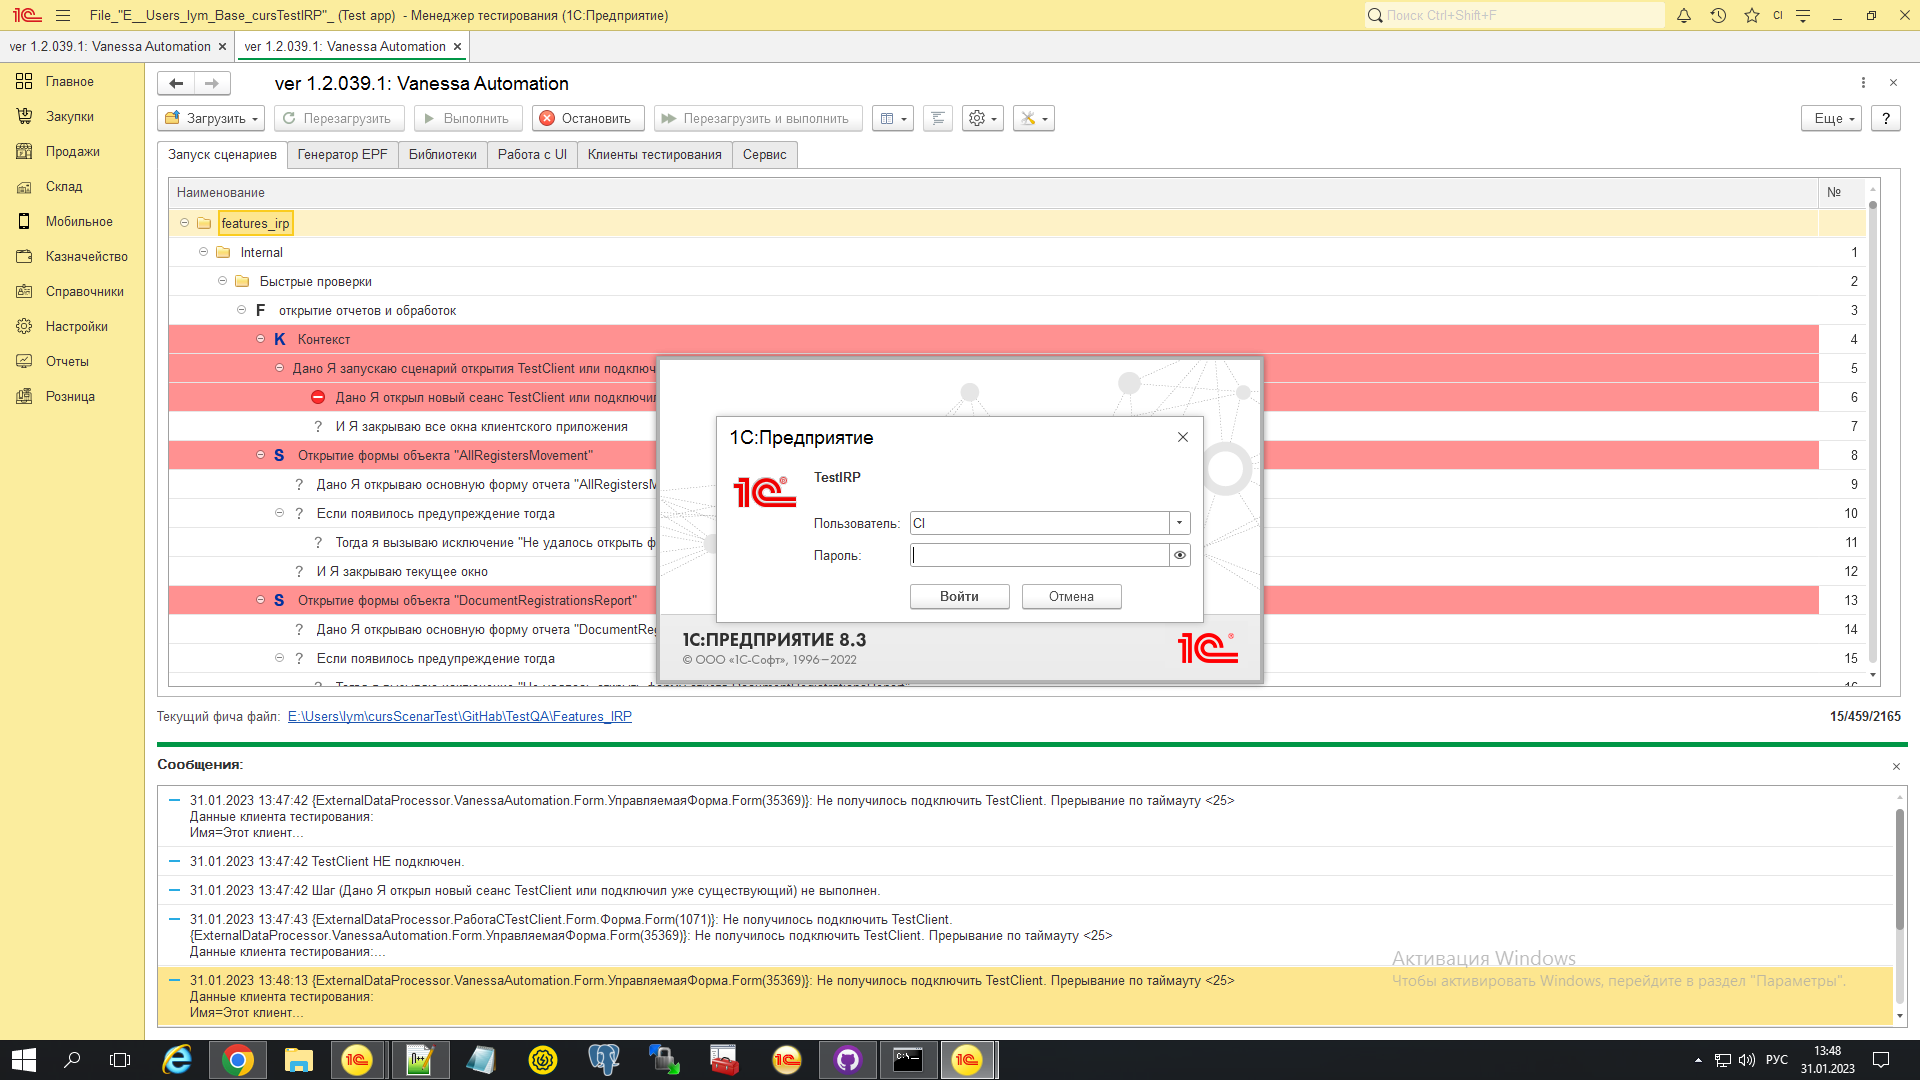 File_"E__Users_lym_Base_cursTestIRP"_ (Test app) - Менеджер тестирования (1С:Предприятие)
Поиск Ctrl+Shift+F
CI
ver 1.2.039.1: Vanessa Automation
ver 1.2.039.1: Vanessa Automation
Главное
Закупки
Продажи
Склад
Мобильное
Казначейство
Справочники
Настройки
Отчеты
Розница
ver 1.2.039.1: Vanessa Automation
Загрузить
Перезагрузить
Выполнить
Остановить
Перезагрузить и выполнить
Еще
?
Запуск сценариев
Генератор EPF
Библиотеки
Работа с UI
Клиенты тестирования
Сервис
Наименование №
features_irp
Internal 1
Быстрые проверки 2
F открытие отчетов и обработок 3
К Контекст 4
Дано Я запускаю сценарий открытия TestClient или подключ 5
Дано Я открыл новый сеанс TestClient или подключил 6
? И Я закрываю все окна клиентского приложения 7
S Открытие формы объекта "AllRegistersMovement" 8
? Дано Я открываю основную форму отчета "AllRegistersM 9
? Если появилось предупреждение тогда 10
? Тогда я вызываю исключение "Не удалось открыть ф 11
? И Я закрываю текущее окно 12
S Открытие формы объекта "DocumentRegistrationsReport" 13
? Дано Я открываю основную форму отчета "DocumentReg 14
? Если появилось предупреждение тогда 15
1С:Предприятие
1С
TestIRP
Пользователь: CI
Пароль:
Войти
Отмена
1С:ПРЕДПРИЯТИЕ 8.3
© ООО «1С-Софт», 1996–2022
1С
Текущий фича файл: E:\Users\lym\cursScenarTest\GitHab\TestQA\Features_IRP
15/459/2165
Сообщения:
31.01.2023 13:47:42 {ExternalDataProcessor.VanessaAutomation.Form.УправляемаяФорма.Form(35369)}: Не получилось подключить TestClient. Прерывание по таймауту <25>
Данные клиента тестирования:
Имя=Этот клиент...
31.01.2023 13:47:42 TestClient НЕ подключен.
31.01.2023 13:47:42 Шаг (Дано Я открыл новый сеанс TestClient или подключил уже существующий) не выполнен.
31.01.2023 13:47:43 {ExternalDataProcessor.РаботаСTestClient.Form.Форма.Form(1071)}: Не получилось подключить TestClient.
{ExternalDataProcessor.VanessaAutomation.Form.УправляемаяФорма.Form(35369)}: Не получилось подключить TestClient. Прерывание по таймауту <25>
Данные клиента тестирования:...
31.01.2023 13:48:13 {ExternalDataProcessor.VanessaAutomation.Form.УправляемаяФорма.Form(35369)}: Не получилось подключить TestClient. Прерывание по таймауту <25>
Данные клиента тестирования:
Имя=Этот клиент...
Активация Windows
Чтобы активировать Windows, перейдите в раздел "Параметры".
РУС
13:48
31.01.2023